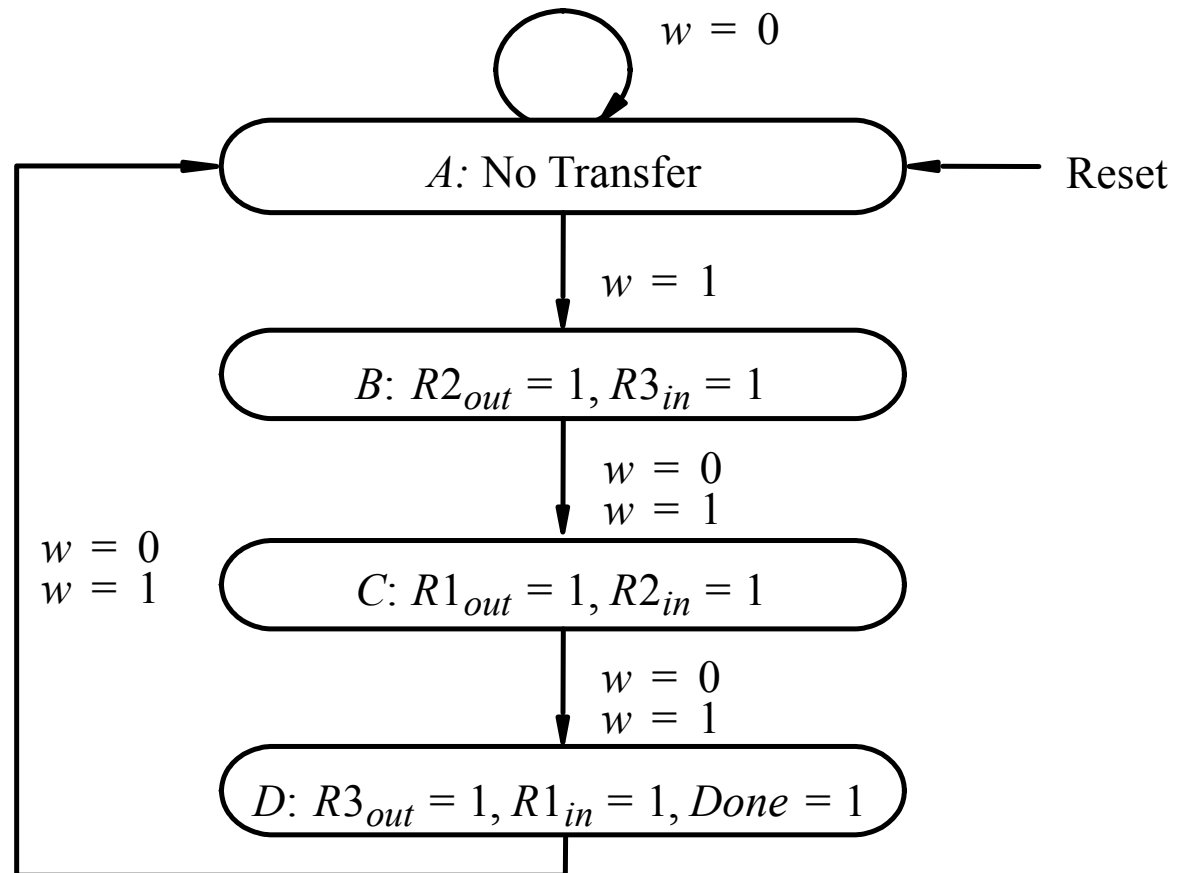 w = 0
A: No Transfer
Reset
w = 1
B: R2out = 1, R3in = 1
w = 0
w = 1
w = 0
w = 1
C: R1out = 1, R2in = 1
w = 0
w = 1
D: R3out = 1, R1in = 1, Done = 1